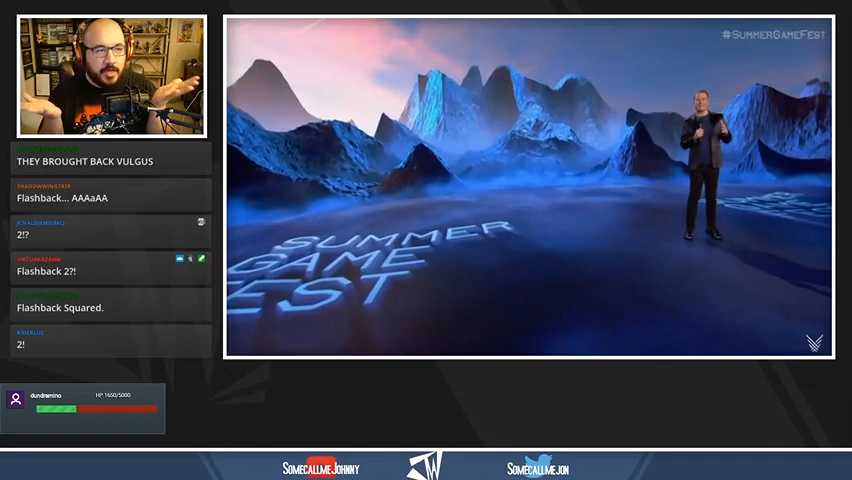 #SUMMERGAMEFEST
THEY BROUGHT BACK VULGUS
SHADOWWING7439
Flashback... AAAaAA
2!?
VIRTUAKAZAMA
Flashback 2?!
Flashback Squared.
RIDERLUC
2!
SUMMER
GAME
FEST
dundramino
HP 1650/5000
SOMECALLMEJOHNNY
SOMECALLMEJON